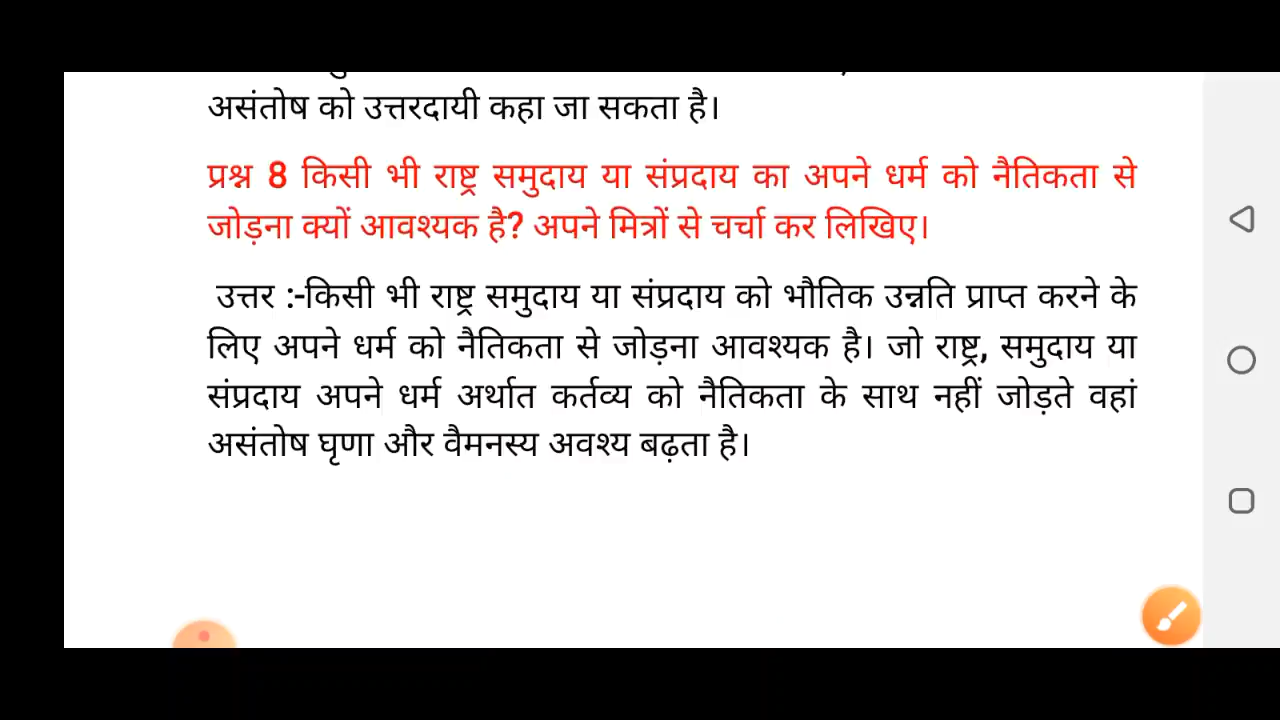 असंतोष को उत्तरदायी कहा जा सकता है।
प्रश्न 8 किसी भी राष्ट्र समुदाय या संप्रदाय का अपने धर्म को नैतिकता से
जोड़ना क्यों आवश्यक है? अपने मित्रों से चर्चा कर लिखिए।
उत्तर :-किसी भी राष्ट्र समुदाय या संप्रदाय को भौतिक उन्नति प्राप्त करने के
लिए अपने धर्म को नैतिकता से जोड़ना आवश्यक है। जो राष्ट्र, समुदाय या
संप्रदाय अपने धर्म अर्थात कर्तव्य को नैतिकता के साथ नहीं जोड़ते वहां
असंतोष घृणा और वैमनस्य अवश्य बढ़ता है।